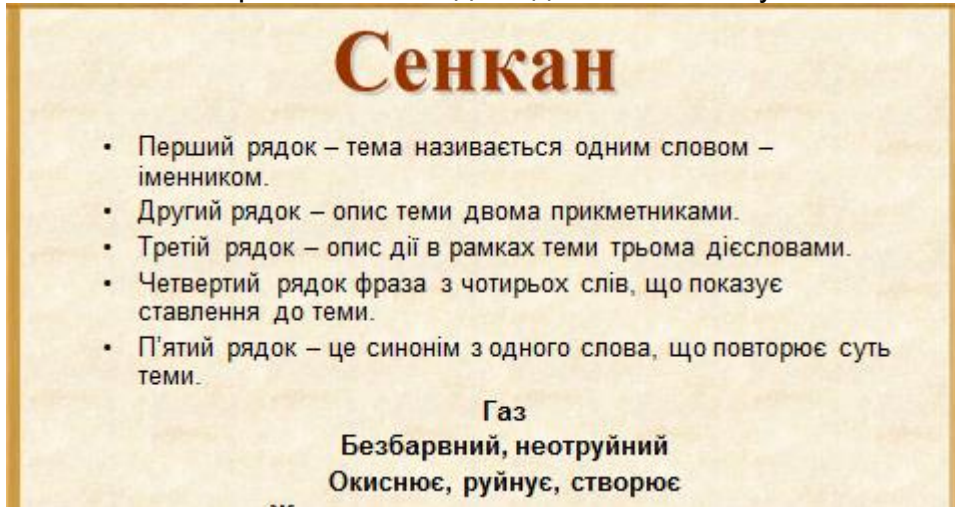 Сенкан
• Перший рядок – тема називається одним словом –
іменником.
• Другий рядок – опис теми двома прикметниками.
• Третій рядок – опис дії в рамках теми трьома дієсловами.
• Четвертий рядок фраза з чотирьох слів, що показує
ставлення до теми.
• П’ятий рядок – це синонім з одного слова, що повторює суть
теми.
Газ
Безбарвний, неотруйний
Окиснює, руйнує, створює